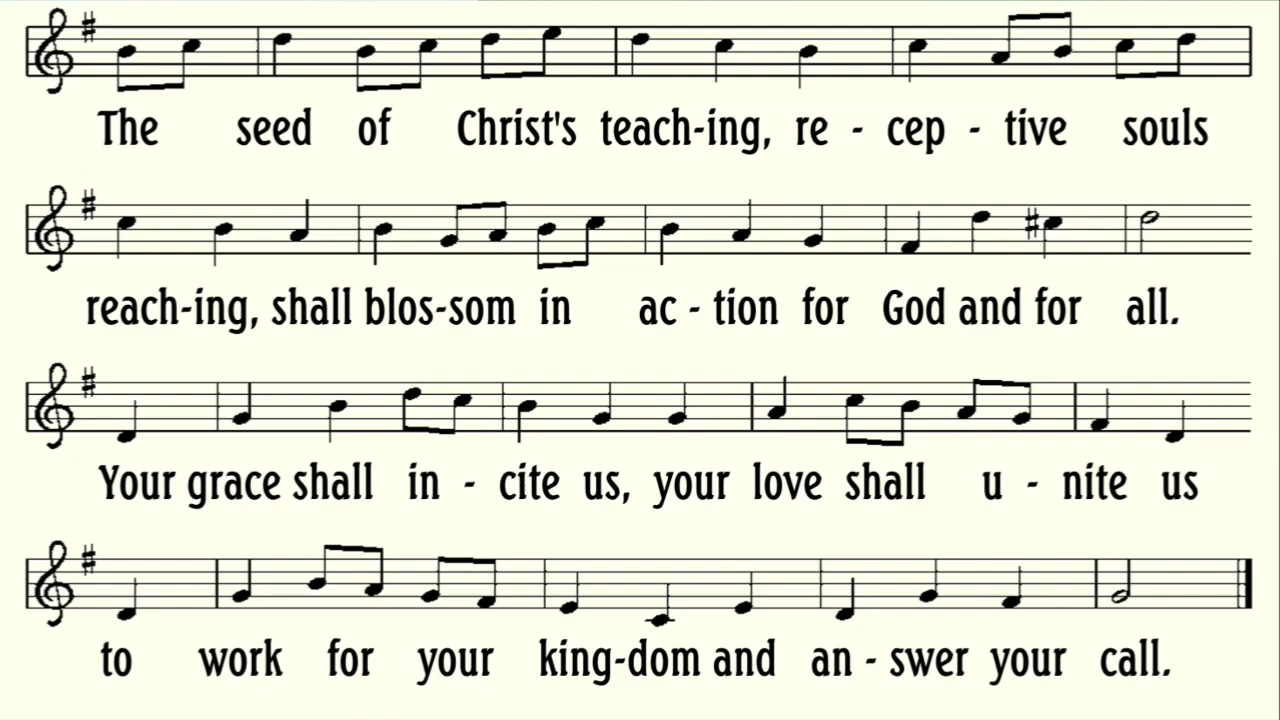 The seed of Christ's teach-ing, re - cep - tive souls
reach-ing, shall blos-som in ac - tion for God and for all.
Your grace shall in - cite us, your love shall u - nite us
to work for your king-dom and an - swer your call.